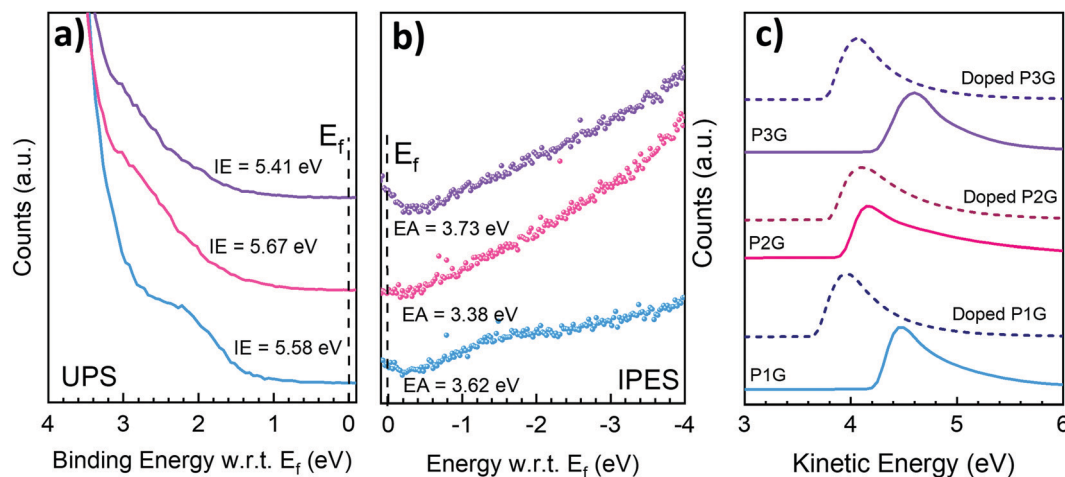 a)
E_f
IE = 5.41 eV
IE = 5.67 eV
IE = 5.58 eV
UPS
4 3 2 1 0
Binding Energy w.r.t. E_f (eV)
Counts (a.u.)
b)
E_f
EA = 3.73 eV
EA = 3.38 eV
EA = 3.62 eV
IPES
0 -1 -2 -3 -4
Energy w.r.t. E_f (eV)
Counts (a.u.)
c)
Doped P3G
P3G
Doped P2G
P2G
Doped P1G
P1G
3 4 5 6
Kinetic Energy (eV)